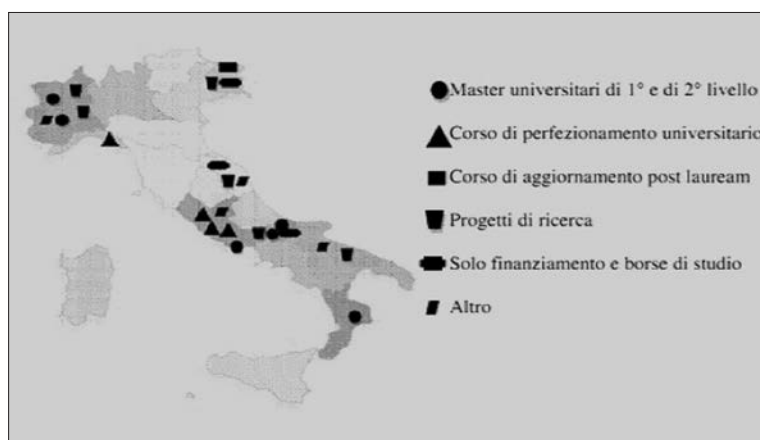 Master universitari di 1° e di 2° livello
Corso di perfezionamento universitario
Corso di aggiornamento post lauream
Progetti di ricerca
Solo finanziamento e borse di studio
Altro